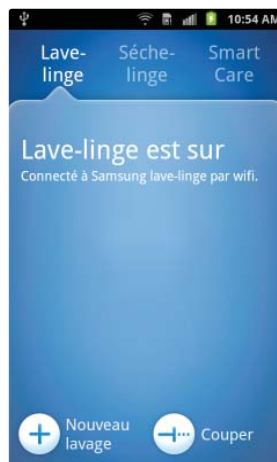 10:54 AM
Lave- Séche- Smart
linge linge Care
Lave-linge est sur
Connecté à Samsung lave-linge par wifi.
Nouveau
lavage
Couper